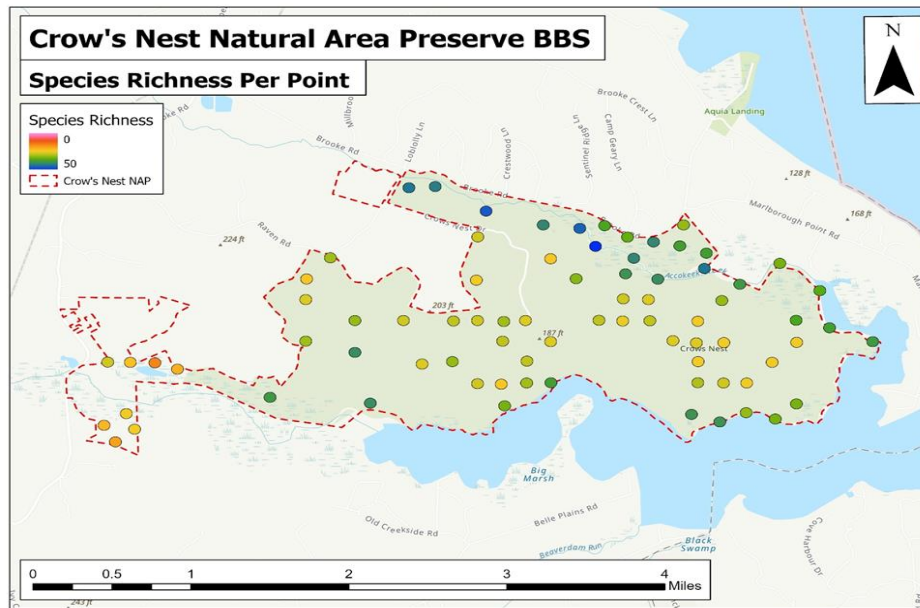 Crow's Nest Natural Area Preserve BBS
Species Richness Per Point
N
Species Richness
0
50
Crow's Nest NAP
Brooke Rd
Loblolly Ln
Crestwood Ln
Sentinel Ridge Ln
Camp Geary Ln
Brooke Crest Ln
Aquia Landing
128 ft
Marlborough Point Rd
168 ft
Brooke Rd
Crows Nest Dr
Raven Rd
224 ft
203 ft
187 ft
Crows Nest
Big
Marsh
Old Creekside Rd
Belle Plains Rd
Beaverdam Run
Black
Swamp
Cove Harbour Dr
0
0.5
1
2
3
4
Miles
243 ft